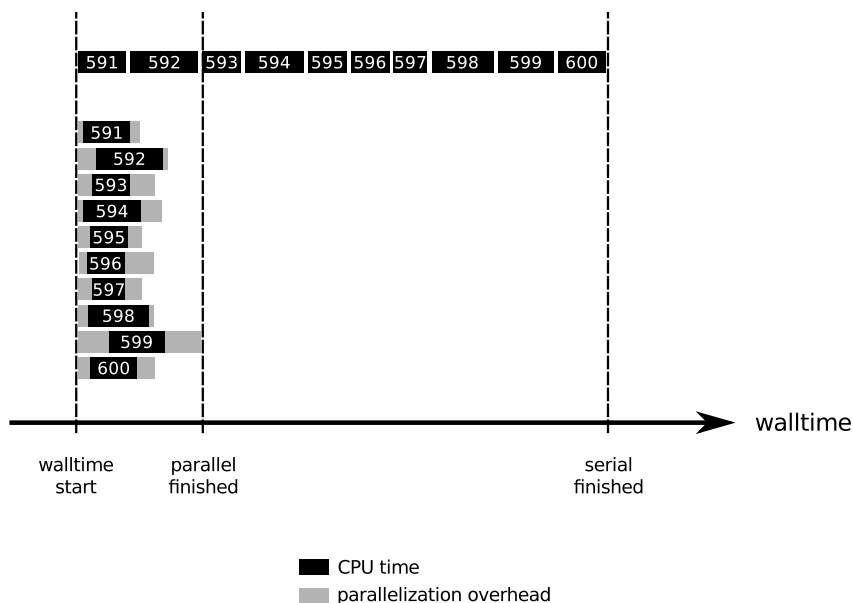 591 592 593 594 595 596 597 598 599 600
591
592
593
594
595
596
597
598
599
600
walltime
walltime start
parallel finished
serial finished
CPU time
parallelization overhead